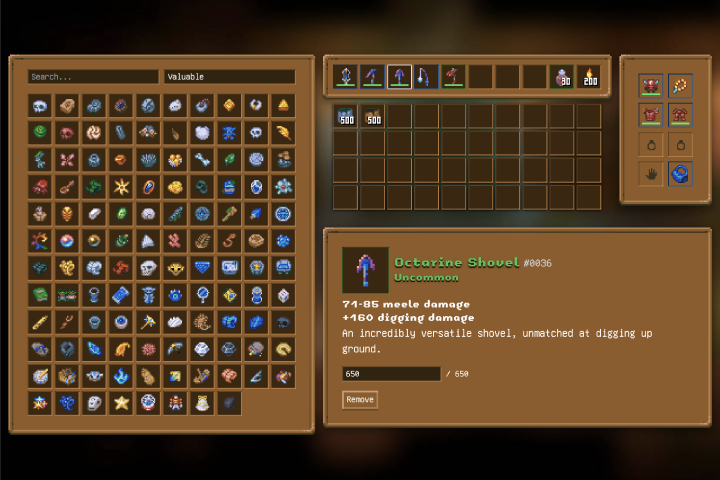 Search...
Valuable
30
200
500
500
Octarine Shovel #0036
Uncommon
71-85 meele damage
+160 digging damage
An incredibly versatile shovel, unmatched at digging up
ground.
650 / 650
Remove